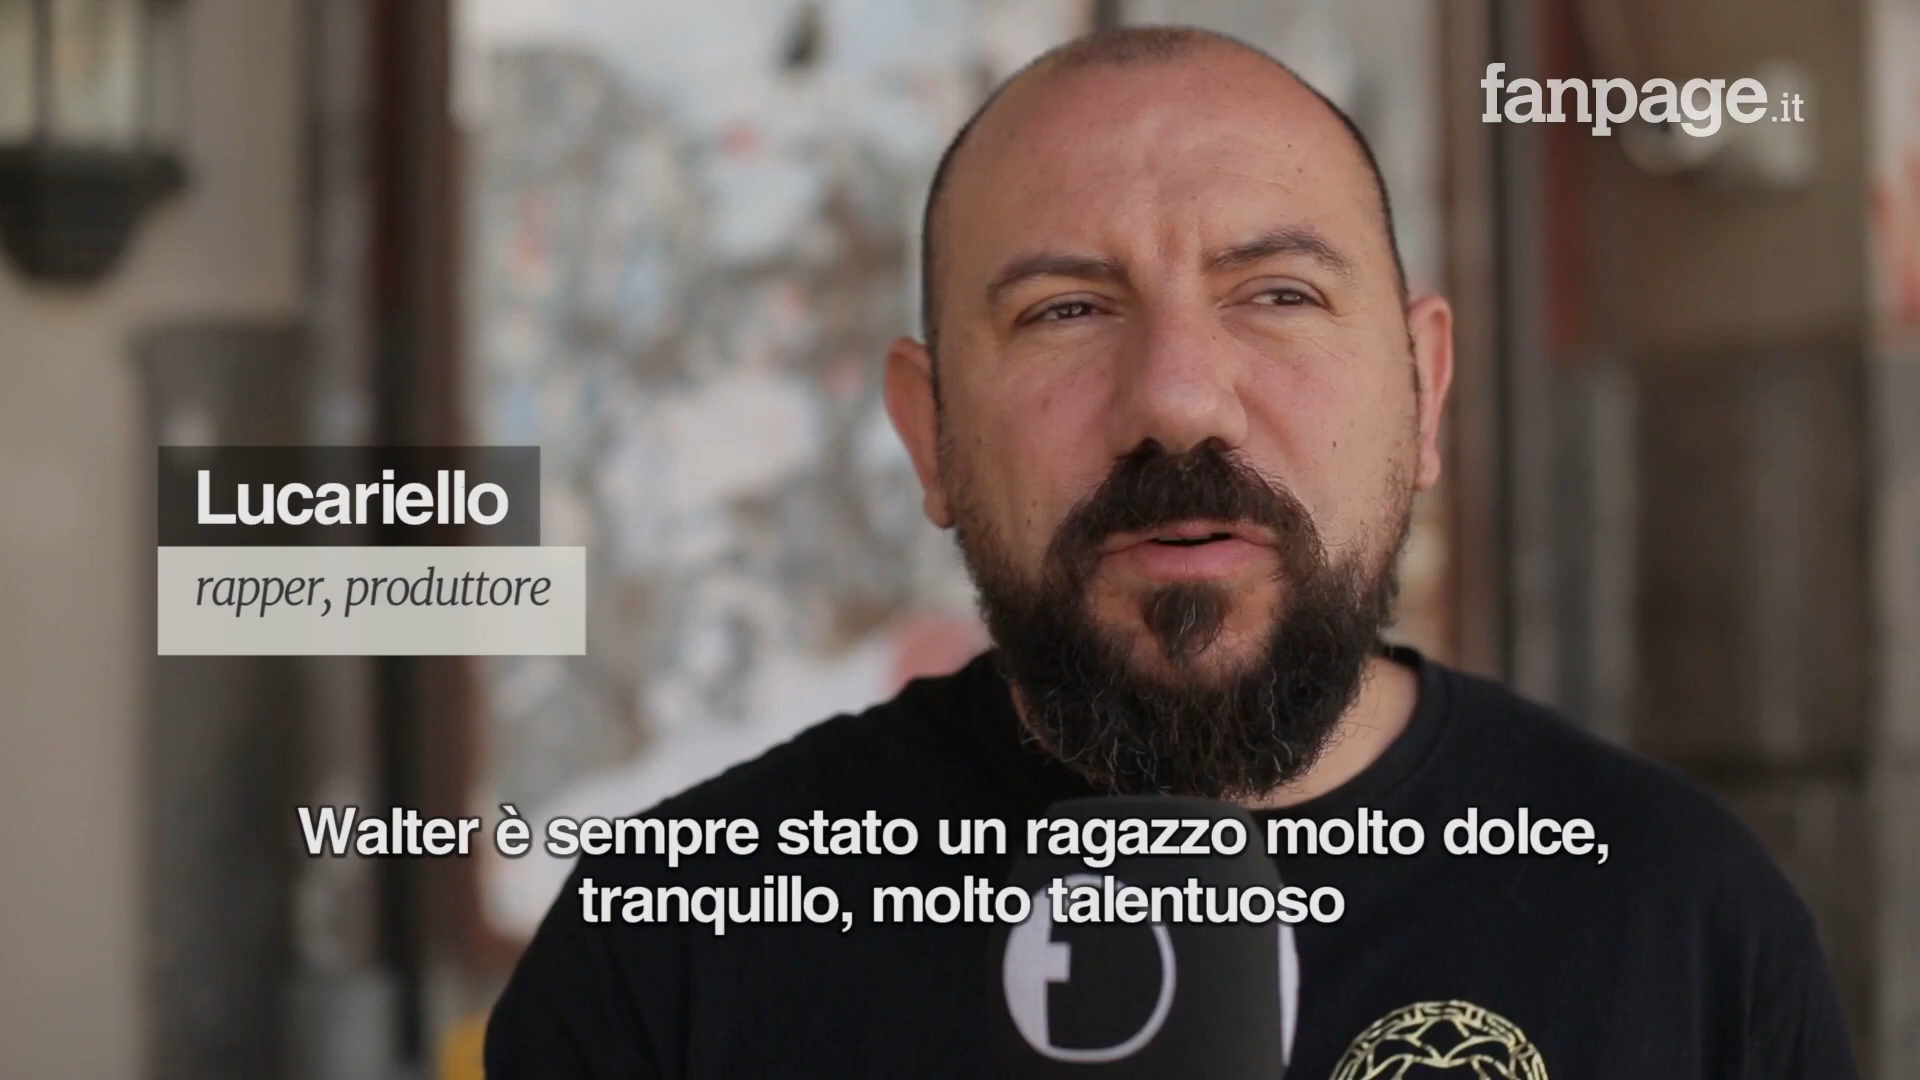 fanpage.it
Lucariello
rapper, produttore
Walter è sempre stato un ragazzo molto dolce,
tranquillo, molto talentuoso